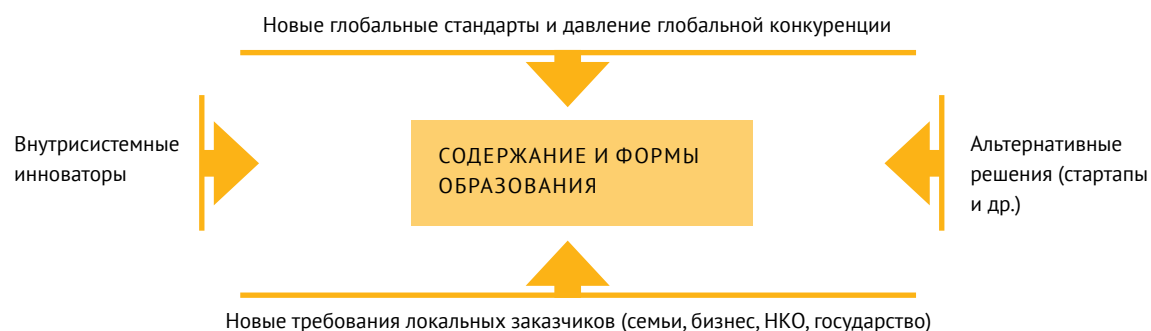 Новые глобальные стандарты и давление глобальной конкуренции
Внутрисистемные
инноваторы
СОДЕРЖАНИЕ И ФОРМЫ
ОБРАЗОВАНИЯ
Альтернативные
решения (стартапы
и др.)
Новые требования локальных заказчиков (семьи, бизнес, НКО, государство)